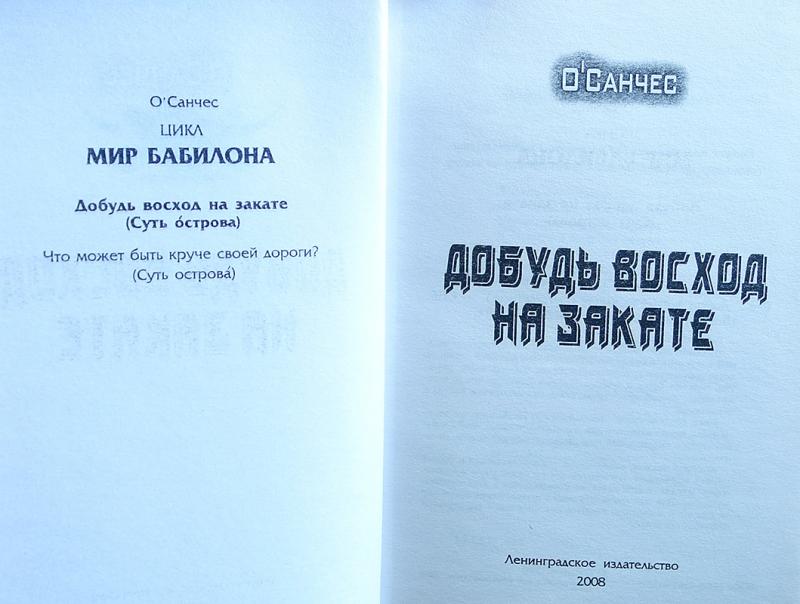 О'Санчес
ЦИКЛ
МИР БАБИЛОНА
Добудь восход на закате
(Суть о́строва)
Что может быть круче своей дороги?
(Суть острова́)
О'САНЧЕС
ДОБУДЬ ВОСХОД
НА ЗАКАТЕ
Ленинградское издательство
2008